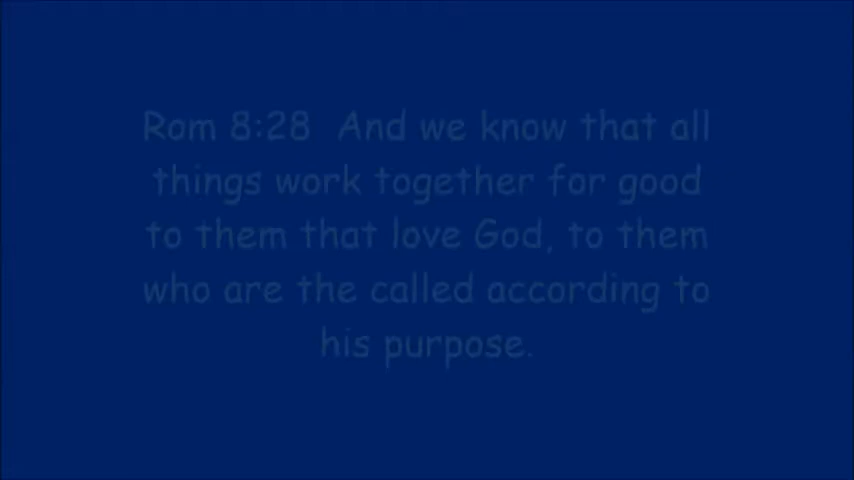 Rom 8:28  And we know that all
things work together for good
to them that love God, to them
who are the called according to
his purpose.